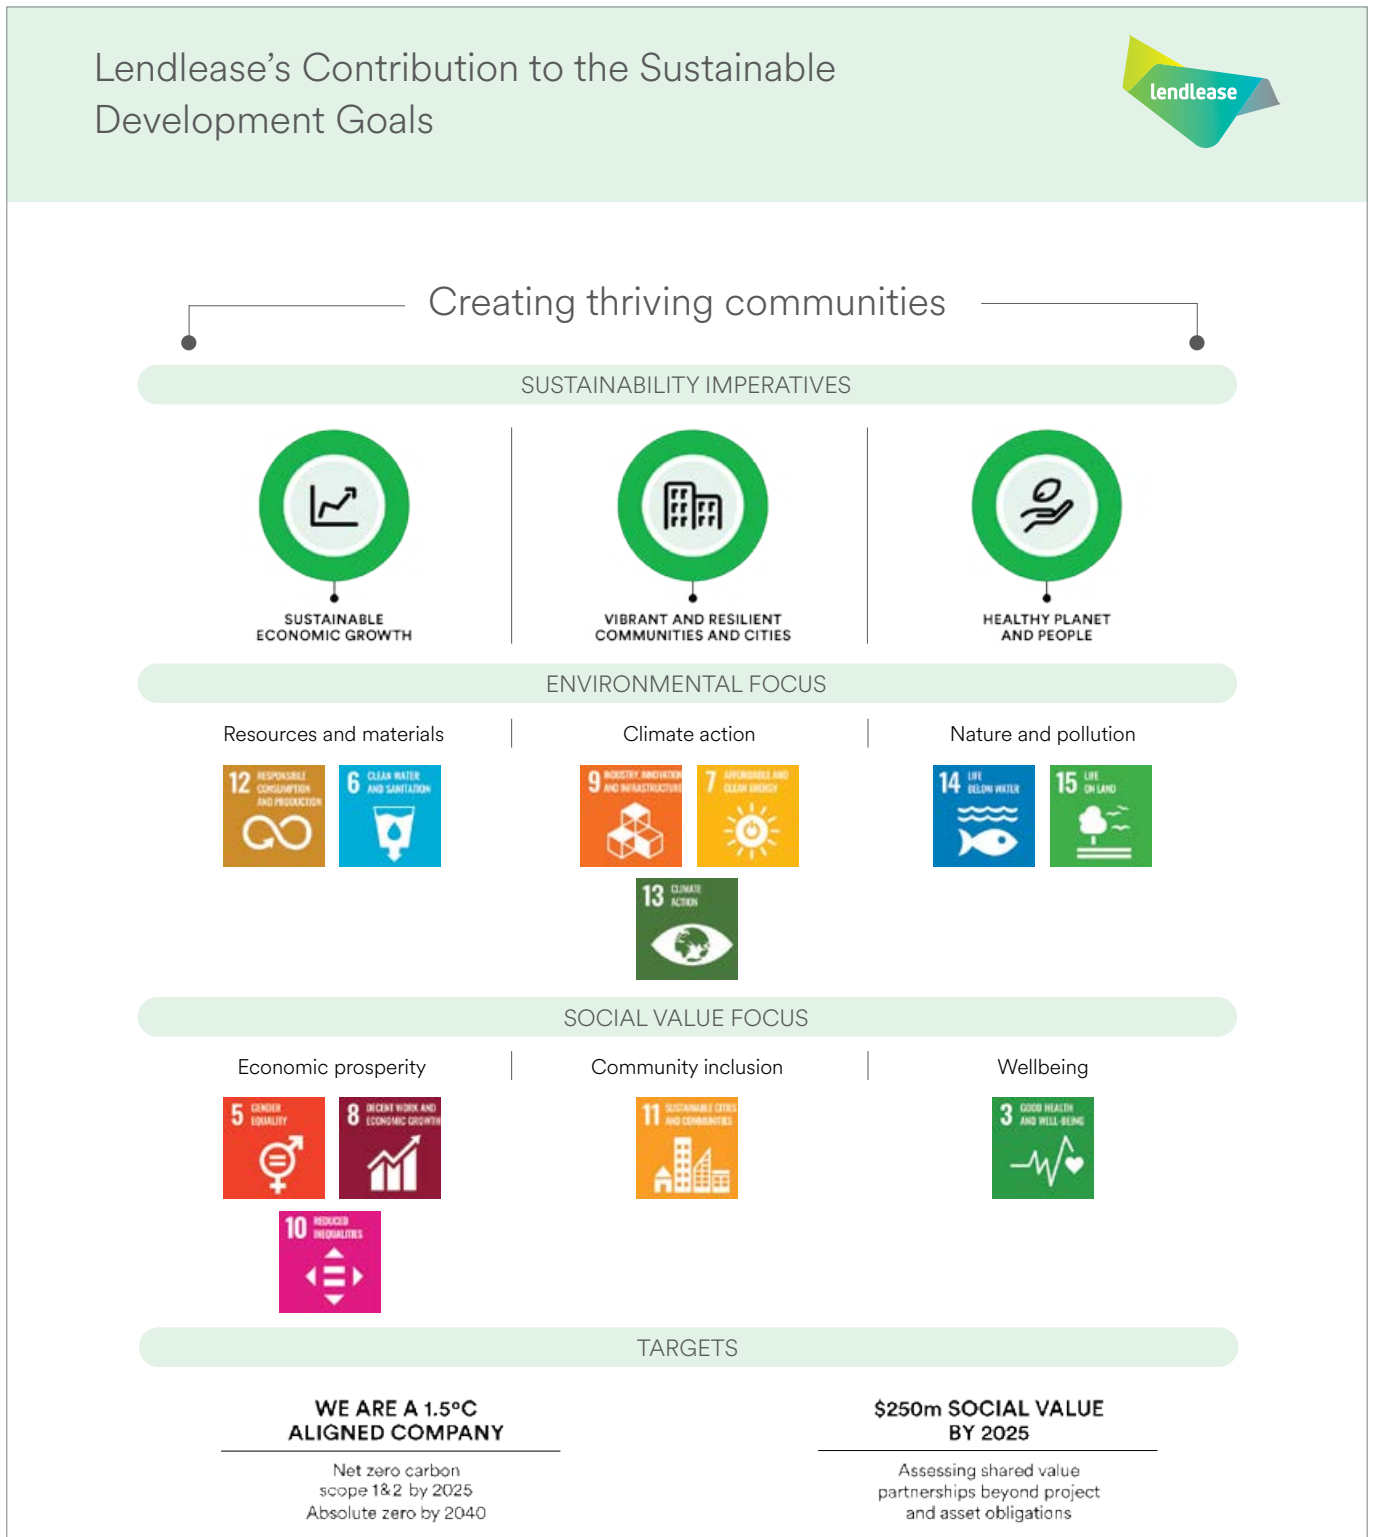 Lendlease's Contribution to the Sustainable
Development Goals
lendlease
Creating thriving communities
SUSTAINABILITY IMPERATIVES
SUSTAINABLE
ECONOMIC GROWTH
VIBRANT AND RESILIENT
COMMUNITIES AND CITIES
HEALTHY PLANET
AND PEOPLE
ENVIRONMENTAL FOCUS
Resources and materials
Climate action
Nature and pollution
12 RESPONSIBLE
CONSUMPTION
AND PRODUCTION
6 CLEAN WATER
AND SANITATION
9 INDUSTRY, INNOVATION
AND INFRASTRUCTURE
7 AFFORDABLE AND
CLEAN ENERGY
14 LIFE
BELOW WATER
15 LIFE
ON LAND
13 CLIMATE
ACTION
SOCIAL VALUE FOCUS
Economic prosperity
Community inclusion
Wellbeing
5 GENDER
EQUALITY
8 DECENT WORK AND
ECONOMIC GROWTH
11 SUSTAINABLE CITIES
AND COMMUNITIES
3 GOOD HEALTH
AND WELL-BEING
10 REDUCED
INEQUALITIES
TARGETS
WE ARE A 1.5°C
ALIGNED COMPANY
Net zero carbon
scope 1&2 by 2025
Absolute zero by 2040
$250m SOCIAL VALUE
BY 2025
Assessing shared value
partnerships beyond project
and asset obligations